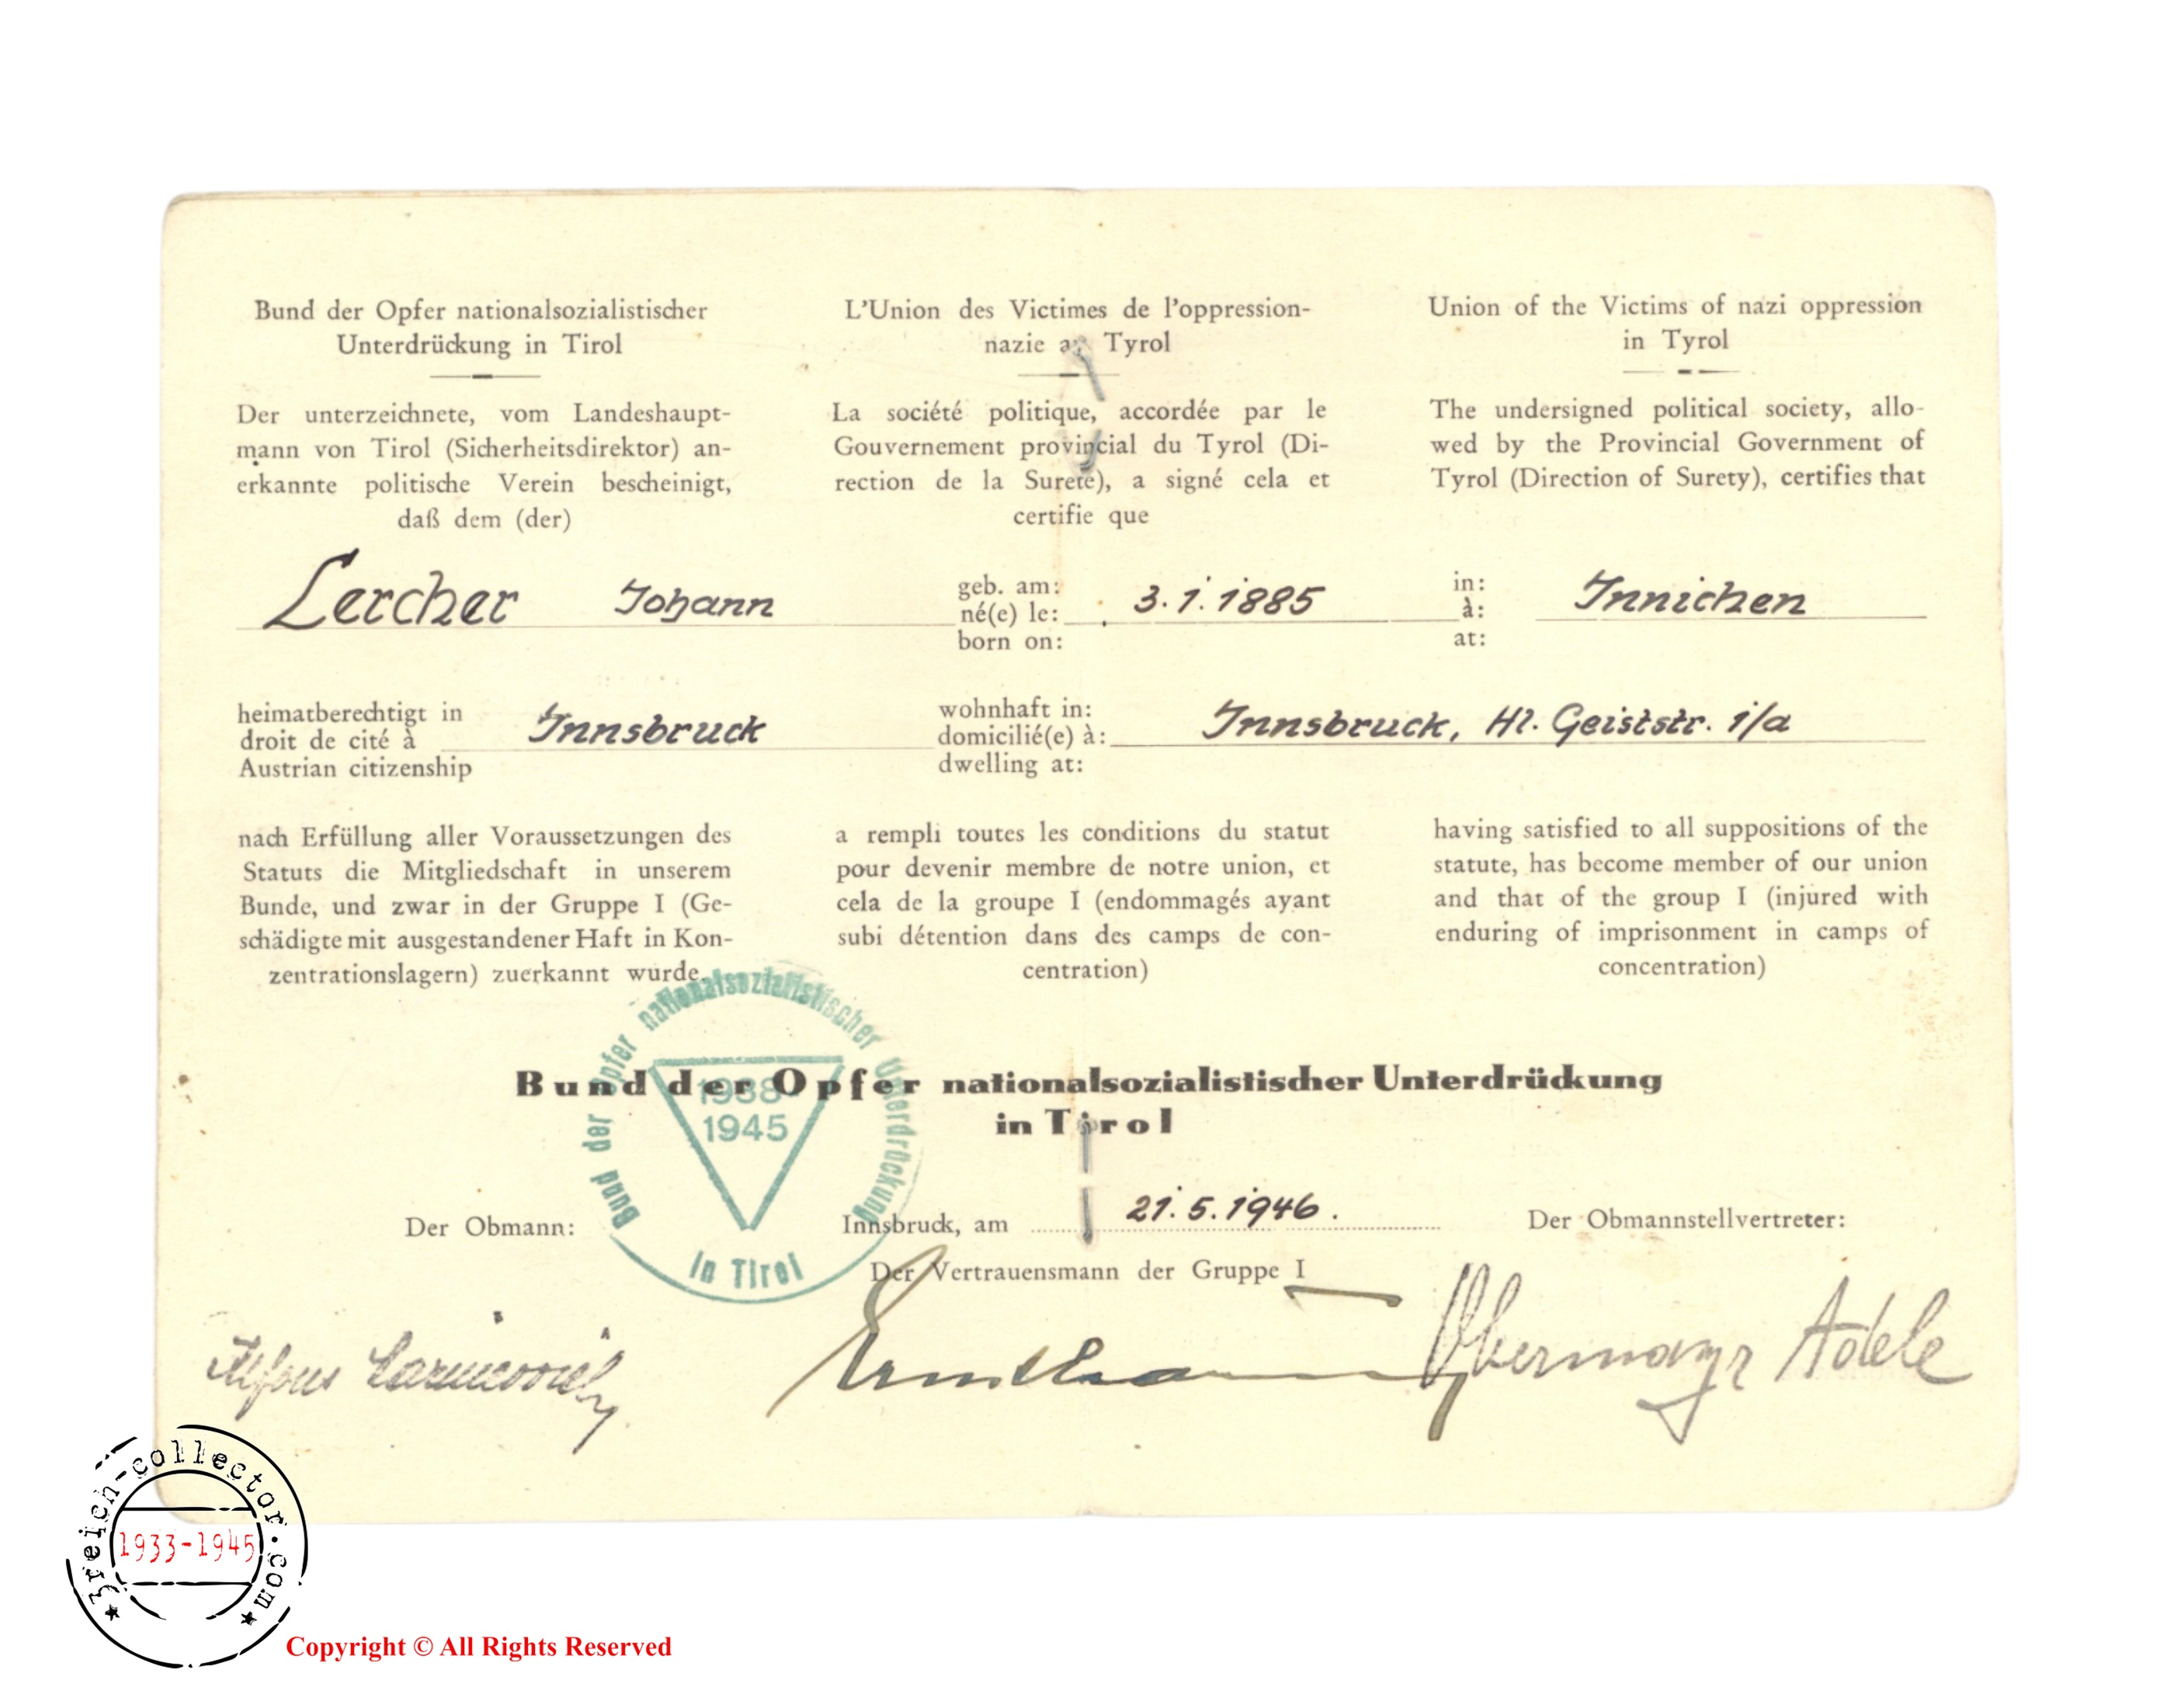 Bund der Opfer nationalsozialistischer
Unterdrückung in Tirol
Der unterzeichnete, vom Landeshaupt-
mann von Tirol (Sicherheitsdirektor) an-
erkannte politische Verein bescheinigt,
daß dem (der)
L'Union des Victimes de l'oppression-
nazie Tyrol
La société politique, accordée par le
Gouvernement provincial du Tyrol (Di-
rection de la Sureté), a signé cela et
certifie que
Union of the Victims of nazi oppression
in Tyrol
The undersigned political society, allo-
wed by the Provincial Government of
Tyrol (Direction of Surety), certifies that
Lercher Johann
geb. am:
né(e) le:
born on:
3.1.1885
in:
à:
at:
Innichen
heimatberechtigt in
droit de cité à
Austrian citizenship
Innsbruck
wohnhaft in:
domicilié(e) à:
dwelling at:
Innsbruck, Hl. Geiststr. 1/a
nach Erfüllung aller Voraussetzungen des
Statuts die Mitgliedschaft in unserem
Bunde, und zwar in der Gruppe I (Ge-
schädigte mit ausgestandener Haft in Kon-
zentrationslagern) zuerkannt wurde.
a rempli toutes les conditions du statut
pour devenir membre de notre union, et
cela de la groupe I (endommagés ayant
subi détention dans des camps de con-
centration)
having satisfied to all suppositions of the
statute, has become member of our union
and that of the group I (injured with
enduring of imprisonment in camps of
concentration)
Bund der Opfer nationalsozialistischer Unterdrückung
in Tirol
Bund der Opfer nationalsozialistischer Unterdrückung
in Tirol
1938
1945
Der Obmann:
Innsbruck, am 21.5.1946.
Der Obmannstellvertreter:
Der Vertrauensmann der Gruppe I
Alfons
Obermayr Adele
3reich-collector.com
1933-1945
Copyright © All Rights Reserved